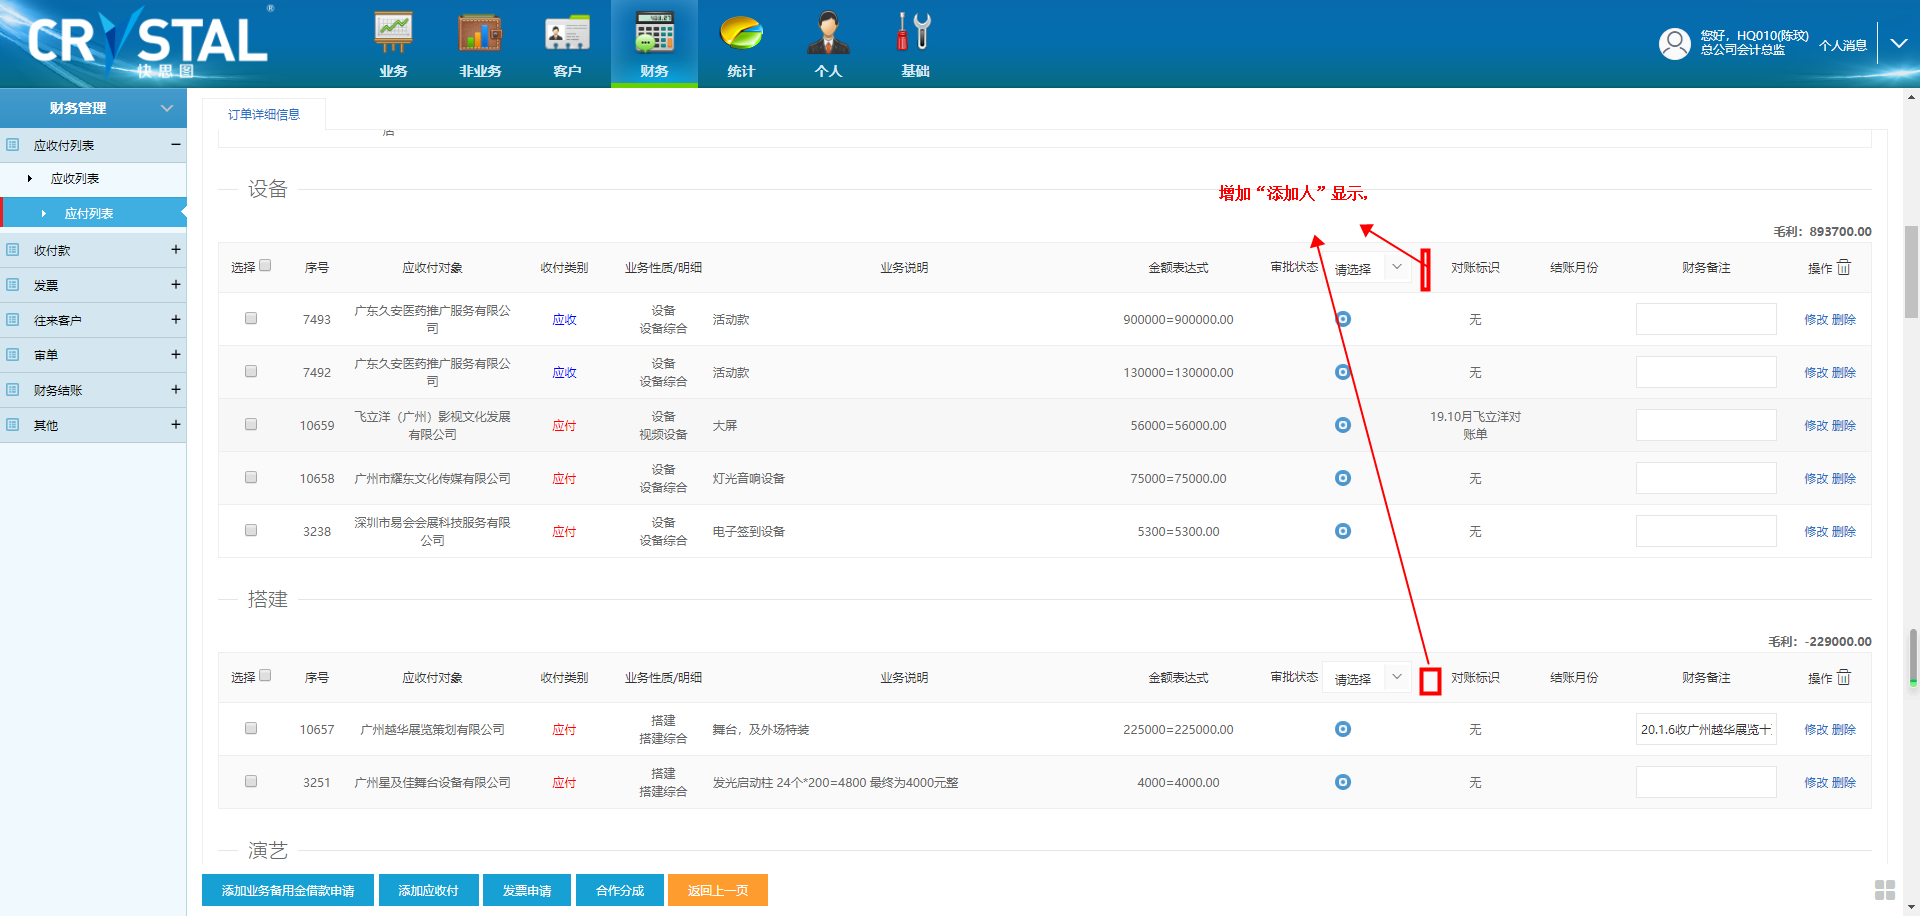 CRYSTAL ®
快思图
业务 非业务 客户 财务 统计 个人 基础
您好，HQ010(陈玟)
总公司会计总监
个人消息
财务管理
应收付列表
应收列表
应付列表
收付款
发票
往来客户
审单
财务结账
其他
订单详细信息
设备
增加“添加人”显示，
毛利：893700.00
选择 序号 应收付对象 收付类别 业务性质/明细 业务说明 金额表达式 审批状态 请选择 对账标识 结账月份 财务备注 操作
7493 广东久安医药推广服务有限公司 应收 设备 设备综合 活动款 900000=900000.00 无 修改 删除
7492 广东久安医药推广服务有限公司 应收 设备 设备综合 活动款 130000=130000.00 无 修改 删除
10659 飞立洋（广州）影视文化发展有限公司 应付 设备 视频设备 大屏 56000=56000.00 19.10月飞立洋对账单 修改 删除
10658 广州市耀东文化传媒有限公司 应付 设备 设备综合 灯光音响设备 75000=75000.00 无 修改 删除
3238 深圳市易会会展科技服务有限公司 应付 设备 设备综合 电子签到设备 5300=5300.00 无 修改 删除
搭建
毛利：-229000.00
选择 序号 应收付对象 收付类别 业务性质/明细 业务说明 金额表达式 审批状态 请选择 对账标识 结账月份 财务备注 操作
10657 广州越华展览策划有限公司 应付 搭建 搭建综合 舞台，及外场特装 225000=225000.00 无 20.1.6收广州越华展览十 修改 删除
3251 广州星及佳舞台设备有限公司 应付 搭建 搭建综合 发光启动柱 24个*200=4800 最终为4000元整 4000=4000.00 无 修改 删除
演艺
添加业务备用金借款申请 添加应收付 发票申请 合作分成 返回上一页